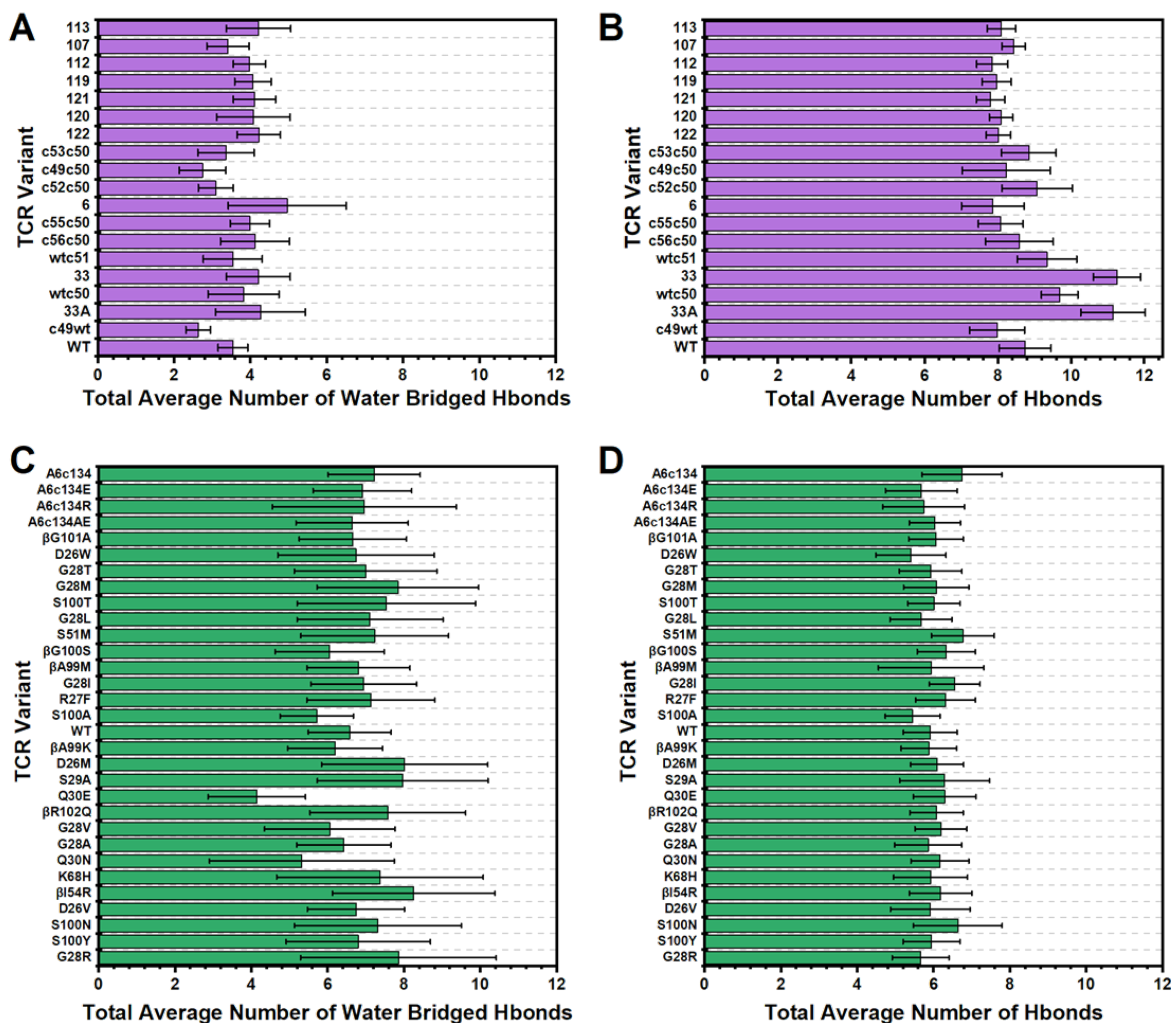 A
TCR Variant
113
107
112
119
121
120
122
c53c50
c49c50
c52c50
6
c55c50
c56c50
wtc51
33
wtc50
33A
c49wt
WT
0 2 4 6 8 10 12
Total Average Number of Water Bridged Hbonds
B
TCR Variant
113
107
112
119
121
120
122
c53c50
c49c50
c52c50
6
c55c50
c56c50
wtc51
33
wtc50
33A
c49wt
WT
0 2 4 6 8 10
Total Average Number of Hbonds
C
TCR Variant
A6c134
A6c134E
A6c134R
A6c134AE
βG101A
D26W
G28T
G28M
S100T
G28L
S51M
βG100S
βA99M
G28I
R27F
S100A
WT
βA99K
D26M
S29A
Q30E
βR102Q
G28V
G28A
Q30N
K68H
βI54R
D26V
S100N
S100Y
G28R
0 2 4 6 8 10 12
Total Average Number of Water Bridged Hbonds
D
TCR Variant
A6c134
A6c134E
A6c134R
A6c134AE
βG101A
D26W
G28T
G28M
S100T
G28L
S51M
βG100S
βA99M
G28I
R27F
S100A
WT
βA99K
D26M
S29A
Q30E
βR102Q
G28V
G28A
Q30N
K68H
βI54R
D26V
S100N
S100Y
G28R
0 2 4 6 8 10 12
Total Average Number of Hbonds